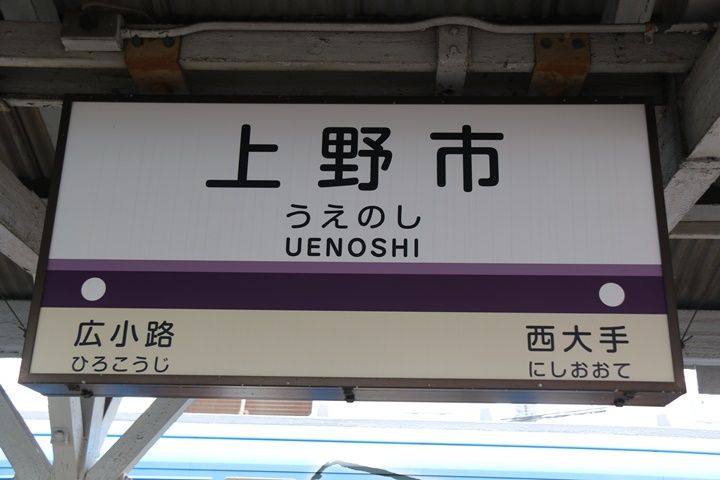 上野市
うえのし
UENOSHI
広小路
ひろこうじ
西大手
にしおおて